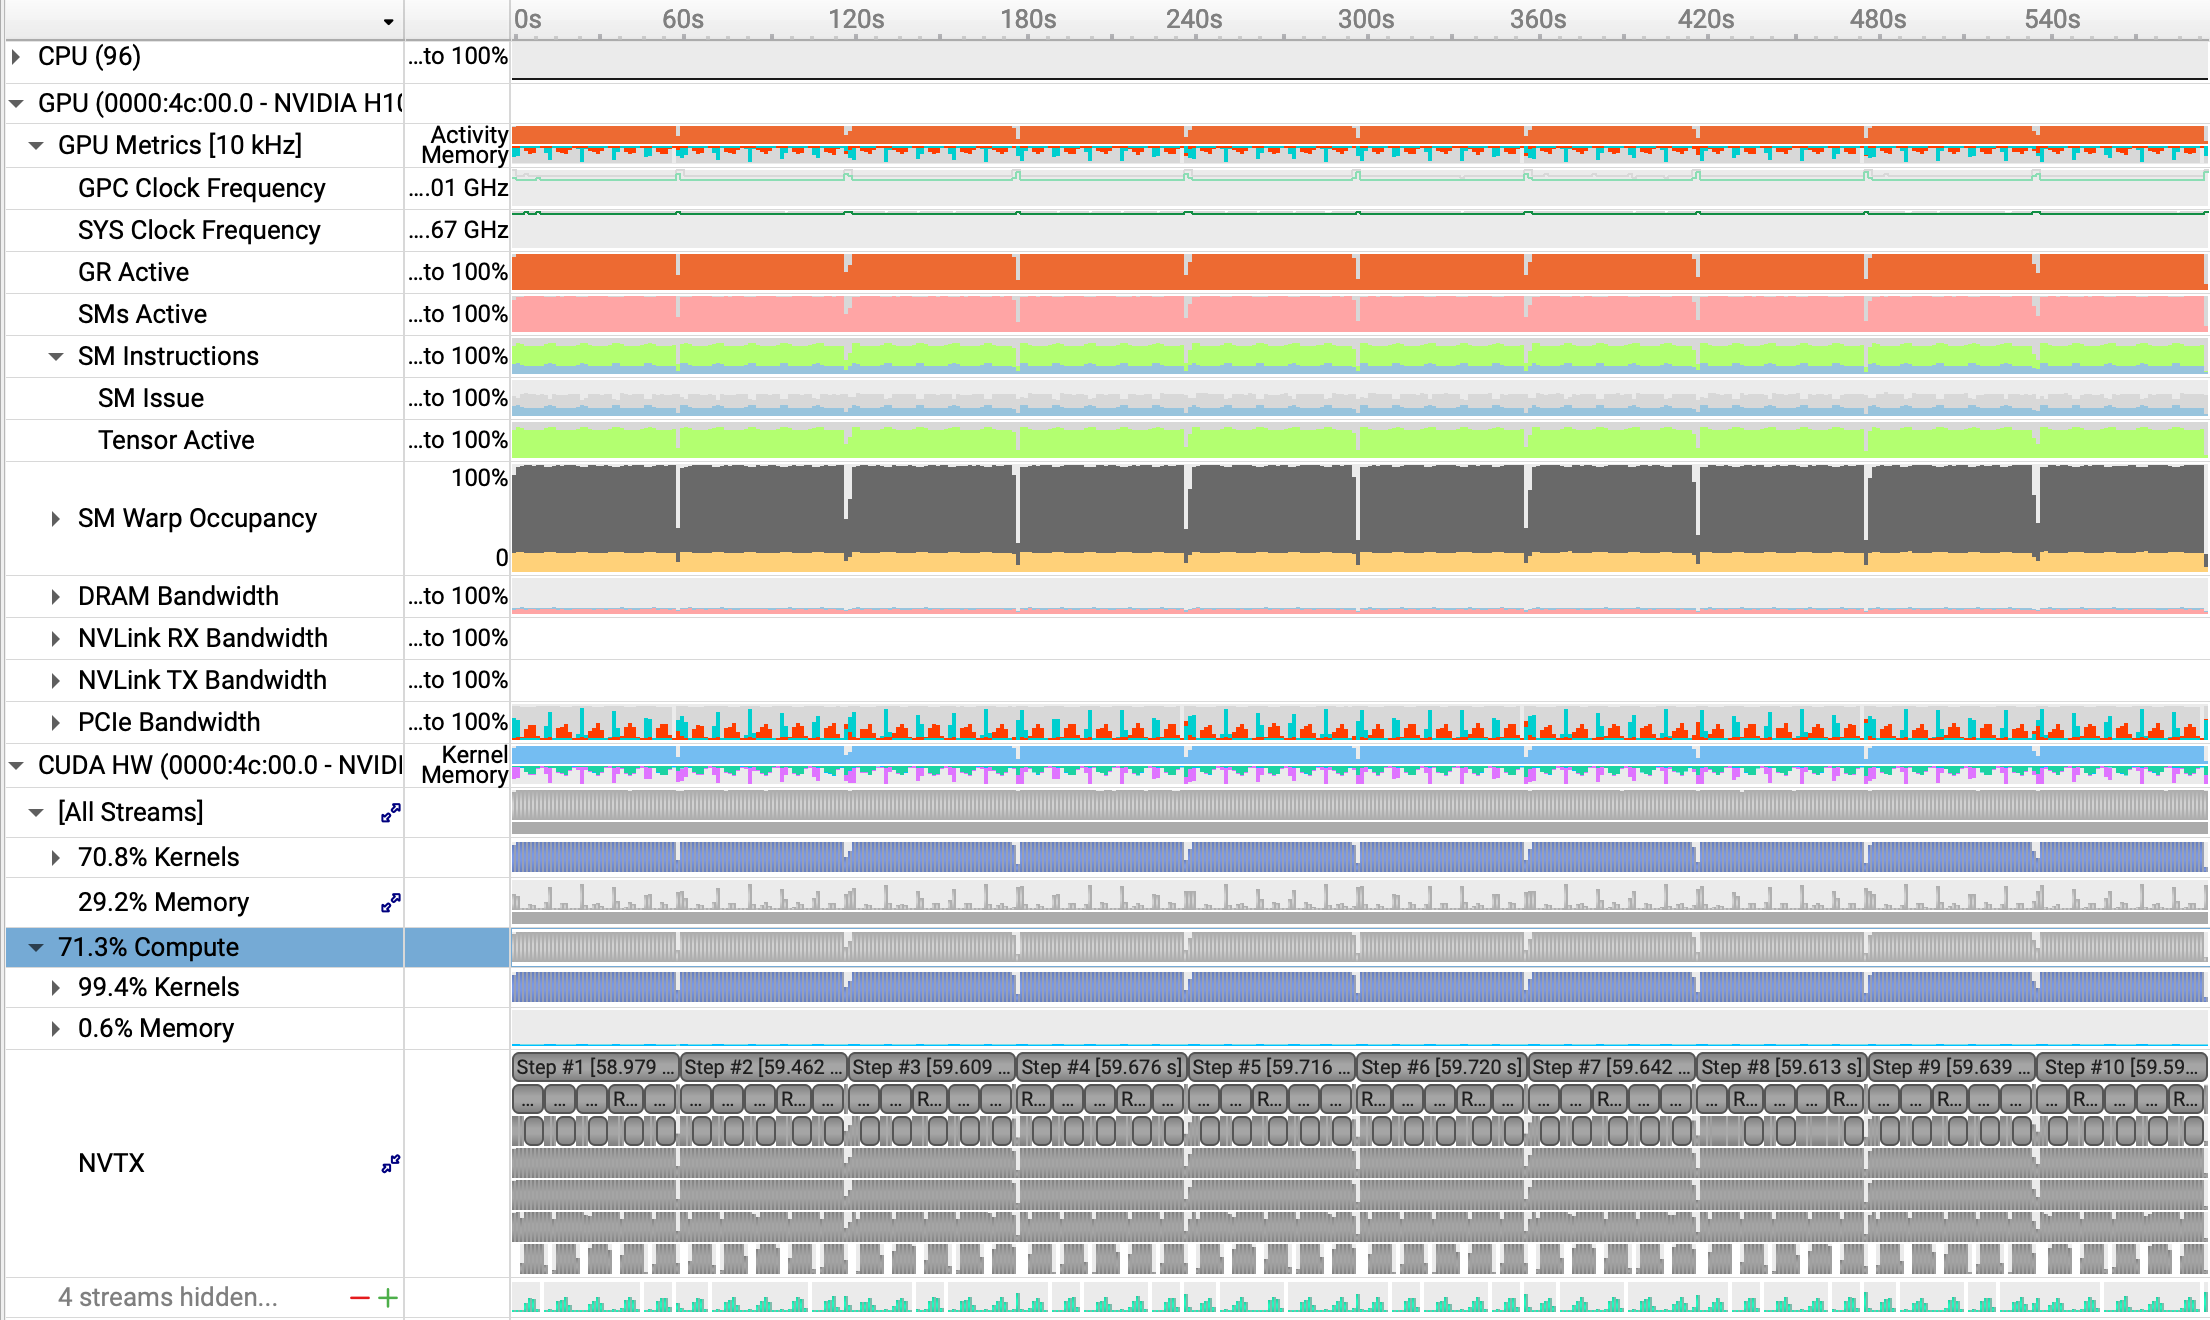 0s 60s 120s 180s 240s 300s 360s 420s 480s 540s
CPU (96) ...to 100%
GPU (0000:4c:00.0 - NVIDIA H10
GPU Metrics [10 kHz] Activity
Memory
GPC Clock Frequency ....01 GHz
SYS Clock Frequency ....67 GHz
GR Active ...to 100%
SMs Active ...to 100%
SM Instructions ...to 100%
SM Issue ...to 100%
Tensor Active ...to 100%
100%
SM Warp Occupancy
0
DRAM Bandwidth ...to 100%
NVLink RX Bandwidth ...to 100%
NVLink TX Bandwidth ...to 100%
PCIe Bandwidth ...to 100%
CUDA HW (0000:4c:00.0 - NVIDI Kernel
Memory
[All Streams]
70.8% Kernels
29.2% Memory
71.3% Compute
99.4% Kernels
0.6% Memory
Step #1 [58.979 ... Step #2 [59.462 ... Step #3 [59.609 ... Step #4 [59.676 s] Step #5 [59.716 ... Step #6 [59.720 s] Step #7 [59.642 ... Step #8 [59.613 s] Step #9 [59.639 ... Step #10 [59.59...
... ... ... R... ... ... ... ... R... ... ... ... R... ... ... R... ... ... R... ... ... ... R... ... ... R... ... ... R... ... ... ... R... ... ... ... R... ... ... R... ... ... R... ... ... ... R... ... ... R...
NVTX
4 streams hidden... − +